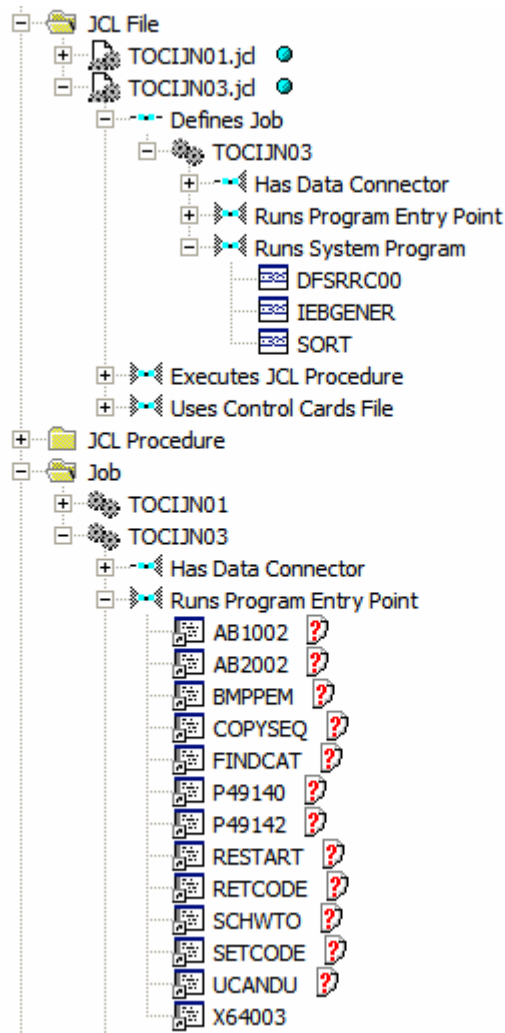 JCL File
TOCIJN01.jcl
TOCIJN03.jcl
Defines Job
TOCIJN03
Has Data Connector
Runs Program Entry Point
Runs System Program
DFSRRC00
IEBGENER
SORT
Executes JCL Procedure
Uses Control Cards File
JCL Procedure
Job
TOCIJN01
TOCIJN03
Has Data Connector
Runs Program Entry Point
AB1002
AB2002
BMPPEM
COPYSEQ
FINDCAT
P49140
P49142
RESTART
RETCODE
SCHWTO
SETCODE
UCANDU
X64003